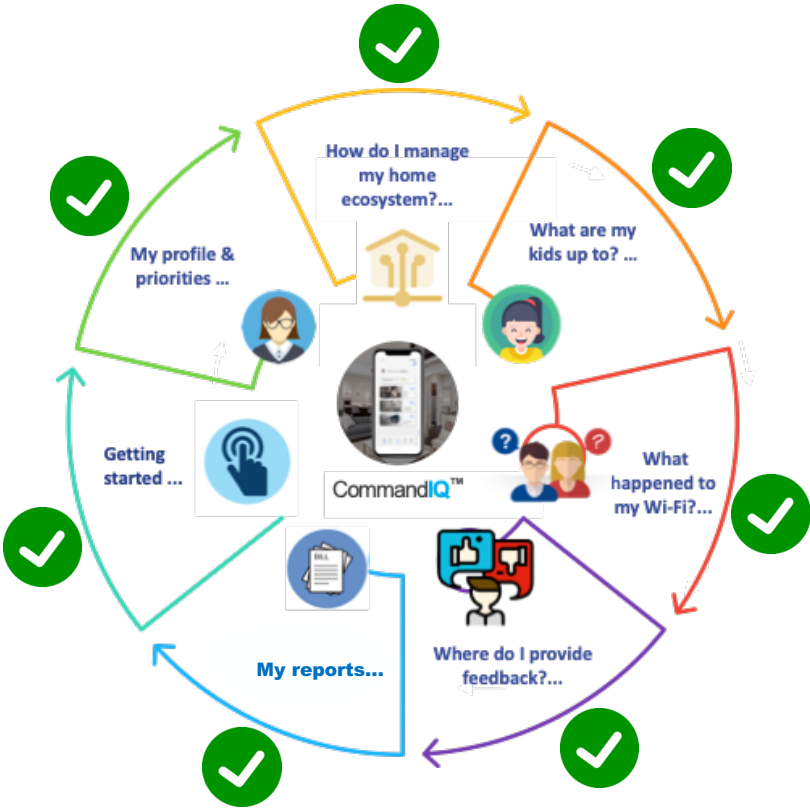 How do I manage
my home
ecosystem?...
What are my
kids up to? ...
My profile &
priorities ...
Getting
started ...
CommandIQ™
?
?
What
happened to
my Wi-Fi?...
BILL
Where do I provide
feedback?...
My reports...